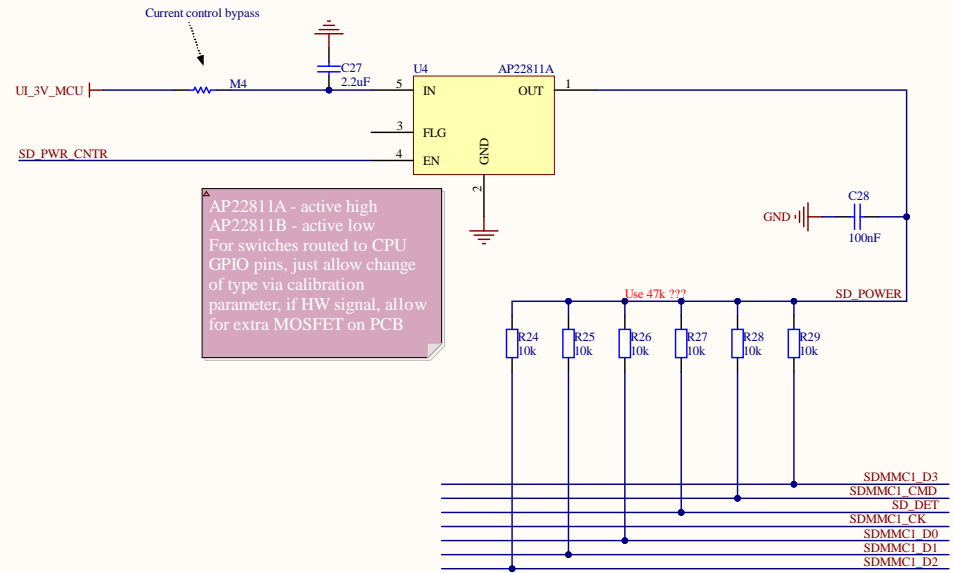 Current control bypass
C27
2.2uF
U4
AP22811A
UI_3V_MCU
M4
5
IN
OUT
1
3
FLG
SD_PWR_CNTR
4
EN
GND
2
AP22811A - active high
AP22811B - active low
For switches routed to CPU
GPIO pins, just allow change
of type via calibration
parameter, if HW signal, allow
for extra MOSFET on PCB
C28
GND
100nF
Use 47k ???
SD_POWER
R24
10k
R25
10k
R26
10k
R27
10k
R28
10k
R29
10k
SDMMC1_D3
SDMMC1_CMD
SD_DET
SDMMC1_CK
SDMMC1_D0
SDMMC1_D1
SDMMC1_D2